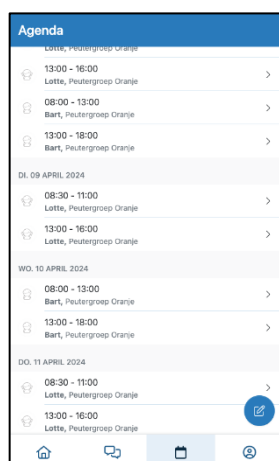 Agenda
Lotte, Peutergroep Oranje
13:00 - 16:00
Lotte, Peutergroep Oranje
08:00 - 13:00
Bart, Peutergroep Oranje
13:00 - 18:00
Bart, Peutergroep Oranje
DI. 09 APRIL 2024
08:30 - 11:00
Lotte, Peutergroep Oranje
13:00 - 16:00
Lotte, Peutergroep Oranje
WO. 10 APRIL 2024
08:00 - 13:00
Bart, Peutergroep Oranje
13:00 - 18:00
Bart, Peutergroep Oranje
DO. 11 APRIL 2024
08:30 - 11:00
Lotte, Peutergroep Oranje
13:00 - 16:00
Lotte, Peutergroep Oranje